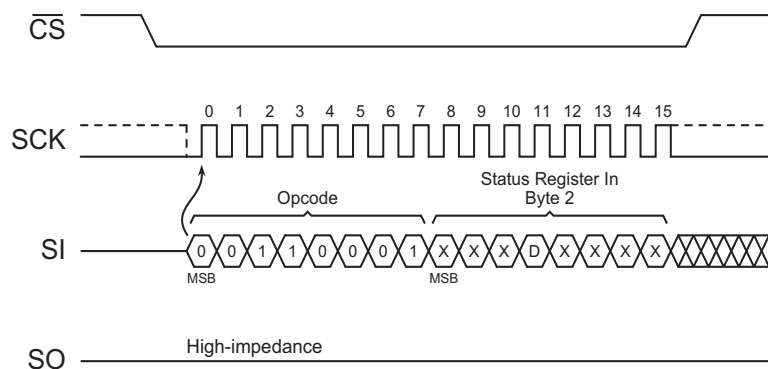 CS
0 1 2 3 4 5 6 7 8 9 10 11 12 13 14 15
SCK
Status Register In
Opcode
Byte 2
SI
0 0 1 1 0 0 0 1 X X X D X X X X
MSB MSB
High-impedance
SO